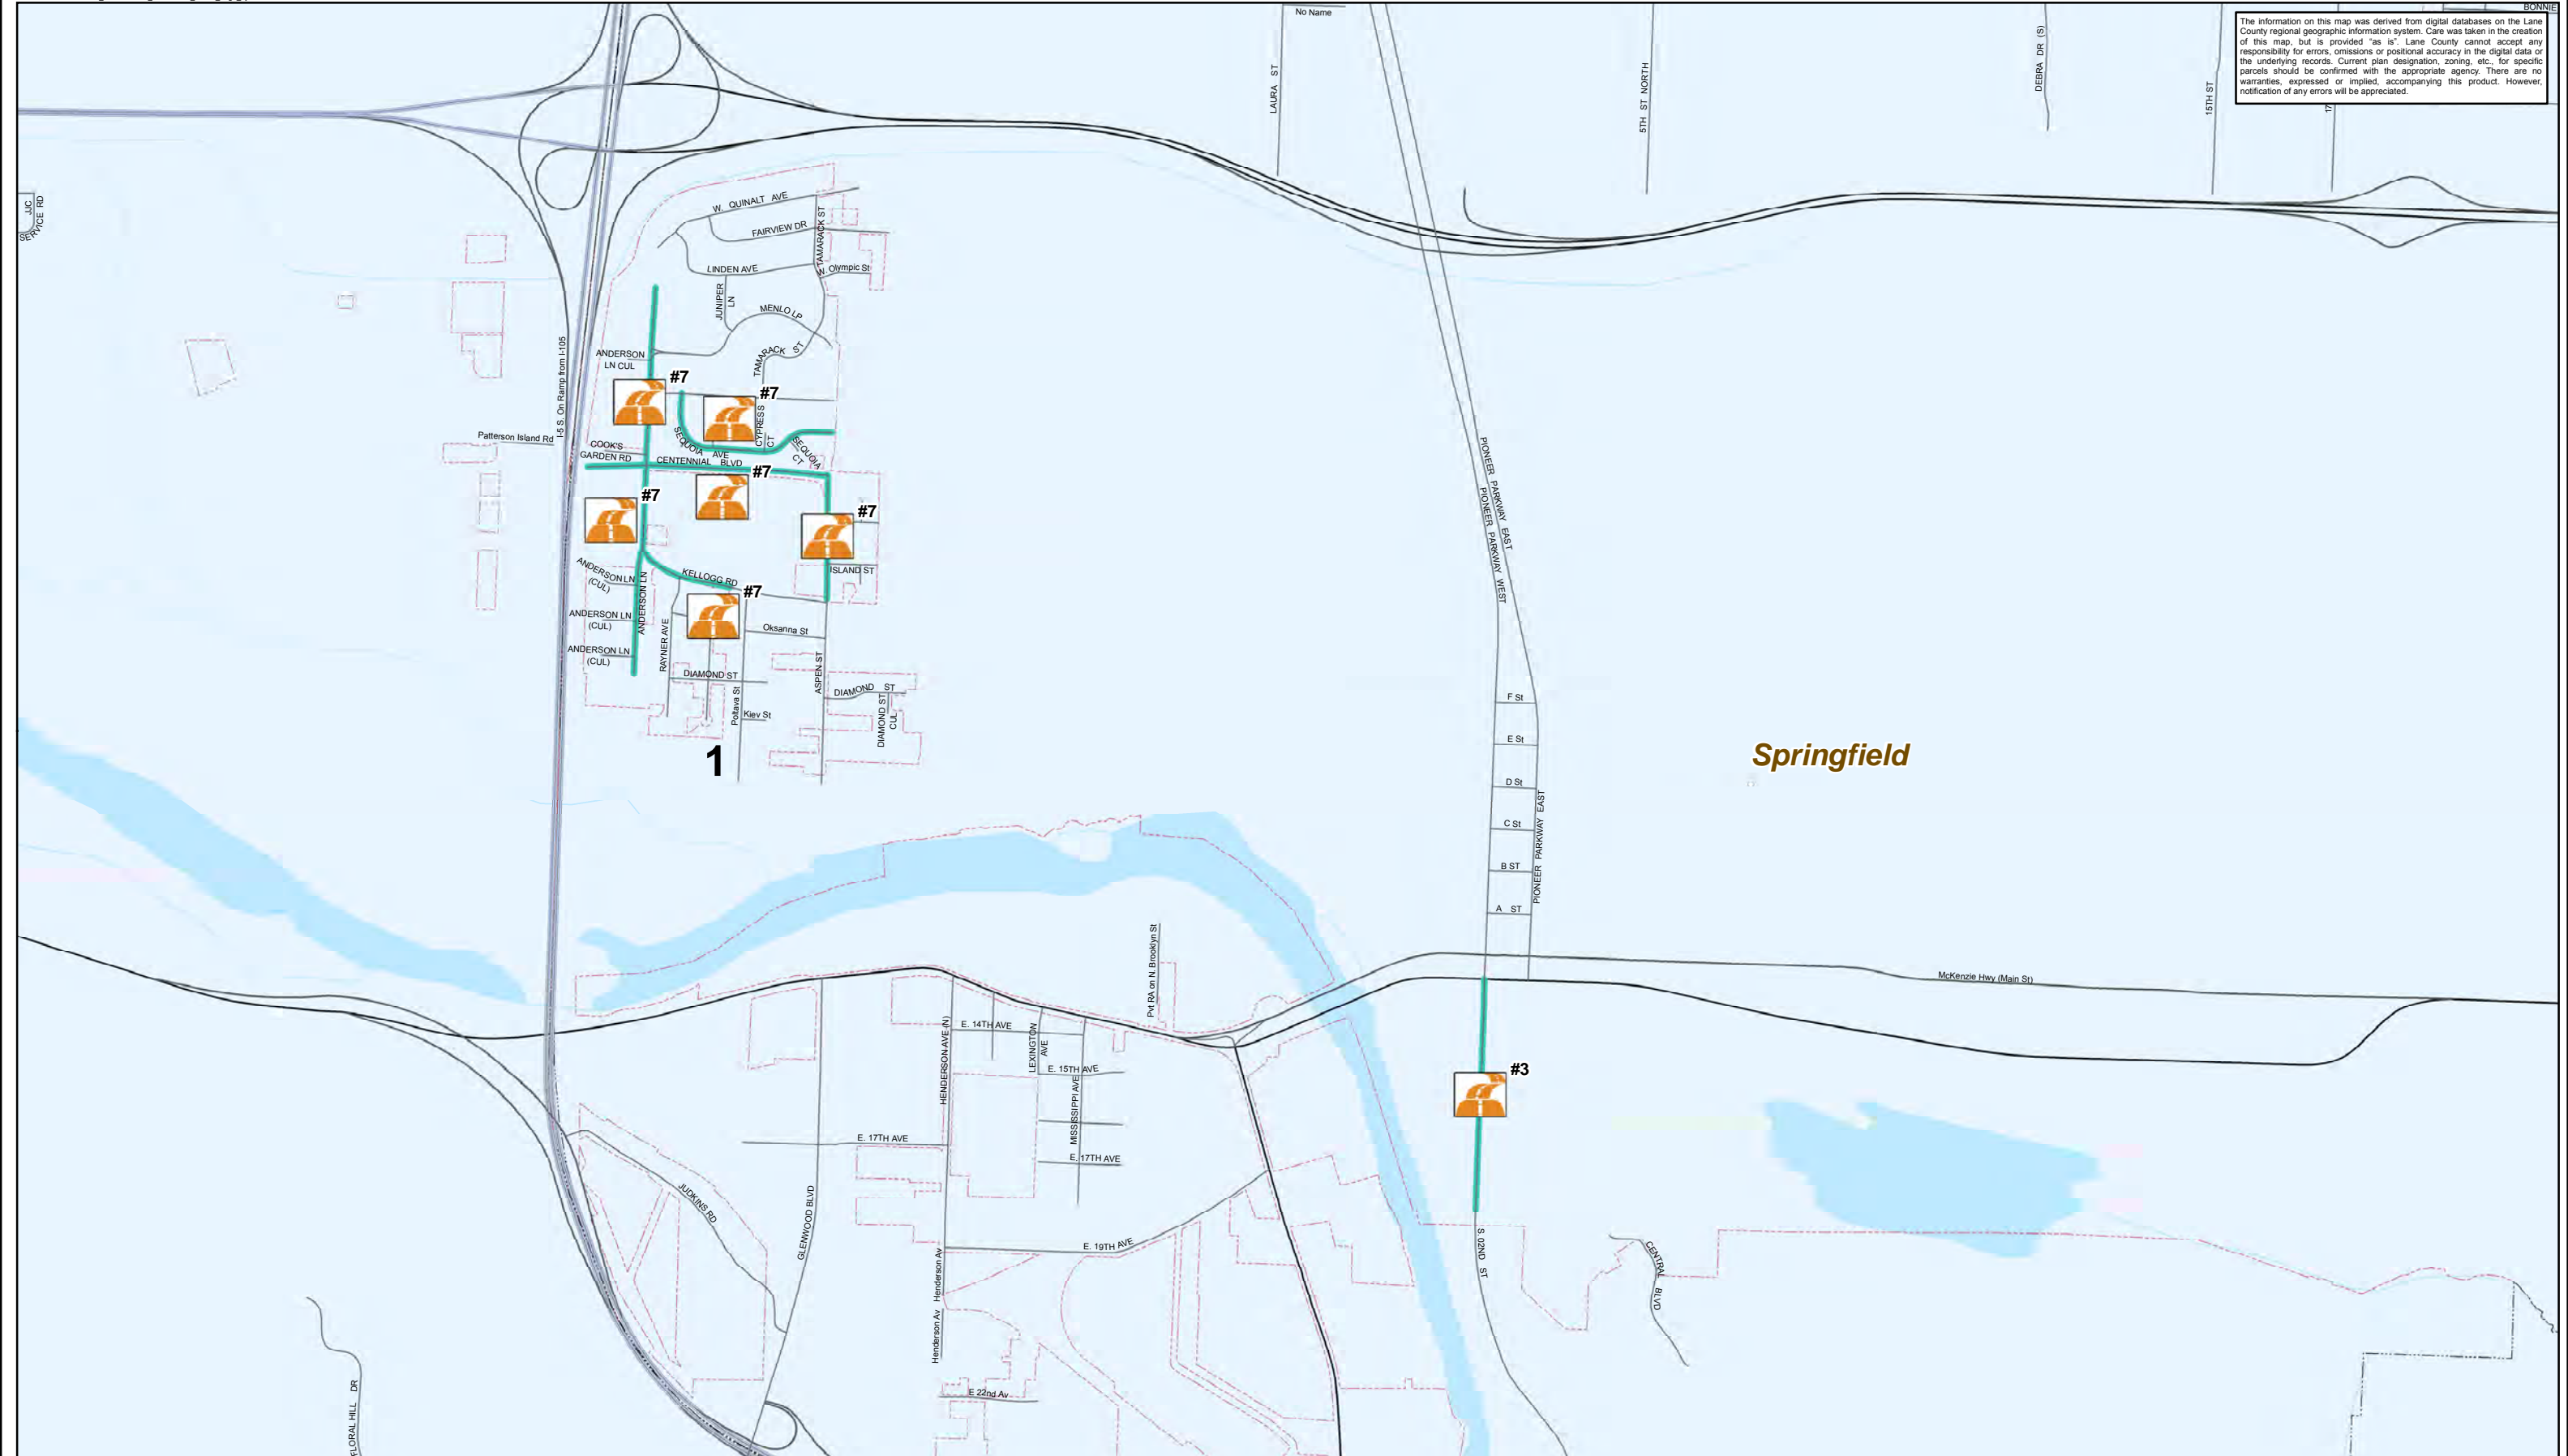 No Name
BONNIE
The information on this map was derived from digital databases on the Lane
County regional geographic information system. Care was taken in the creation
of this map, but is provided "as is". Lane County cannot accept any
responsibility for errors, omissions or positional accuracy in the digital data or
the underlying records. Current plan designation, zoning, etc., for specific
parcels should be confirmed with the appropriate agency. There are no
warranties, expressed or implied, accompanying this product. However,
notification of any errors will be appreciated.
LAURA ST
5TH ST NORTH
DEBRA DR (S)
15TH ST
17
JJC
SERVICE RD
W. QUINALT AVE
FAIRVIEW DR
W TAMARACK ST
LINDEN AVE
W. Olympic St
JUNIPER
LN
MENLO LP
I-5 S. On Ramp from I-105
ANDERSON
LN CUL
TAMARACK ST
#7
#7
CYPRESS
CT
SEQUOIA AVE
SEQUOIA
CT
Patterson Island Rd
COOK'S
GARDEN RD
CENTENNIAL BLVD
#7
#7
#7
PIONEER PARKWAY EAST
PIONEER PARKWAY WEST
ANDERSON LN
(CUL)
KELLOGG RD
ISLAND ST
#7
ANDERSON LN
ANDERSON LN
(CUL)
RAYNER AVE
Oksanna St
ANDERSON LN
(CUL)
DIAMOND ST
ASPEN ST
Poltava St
Kiev St
DIAMOND ST
DIAMOND ST
CUL
1
F St
E St
Springfield
D St
C St
B ST
A ST
PIONEER PARKWAY EAST
Pvt RA on N. Brooklyn St
McKenzie Hwy (Main St)
HENDERSON AVE (N)
E. 14TH AVE
LEXINGTON
AVE
E. 15TH AVE
MISSISSIPPI AVE
#3
E. 17TH AVE
E. 17TH AVE
JUDKINS RD
GLENWOOD BLVD
E. 19TH AVE
Henderson Av
Henderson Av
S. 02ND ST
CENTRAL BLVD
E 22nd Av
FLORAL HILL DR